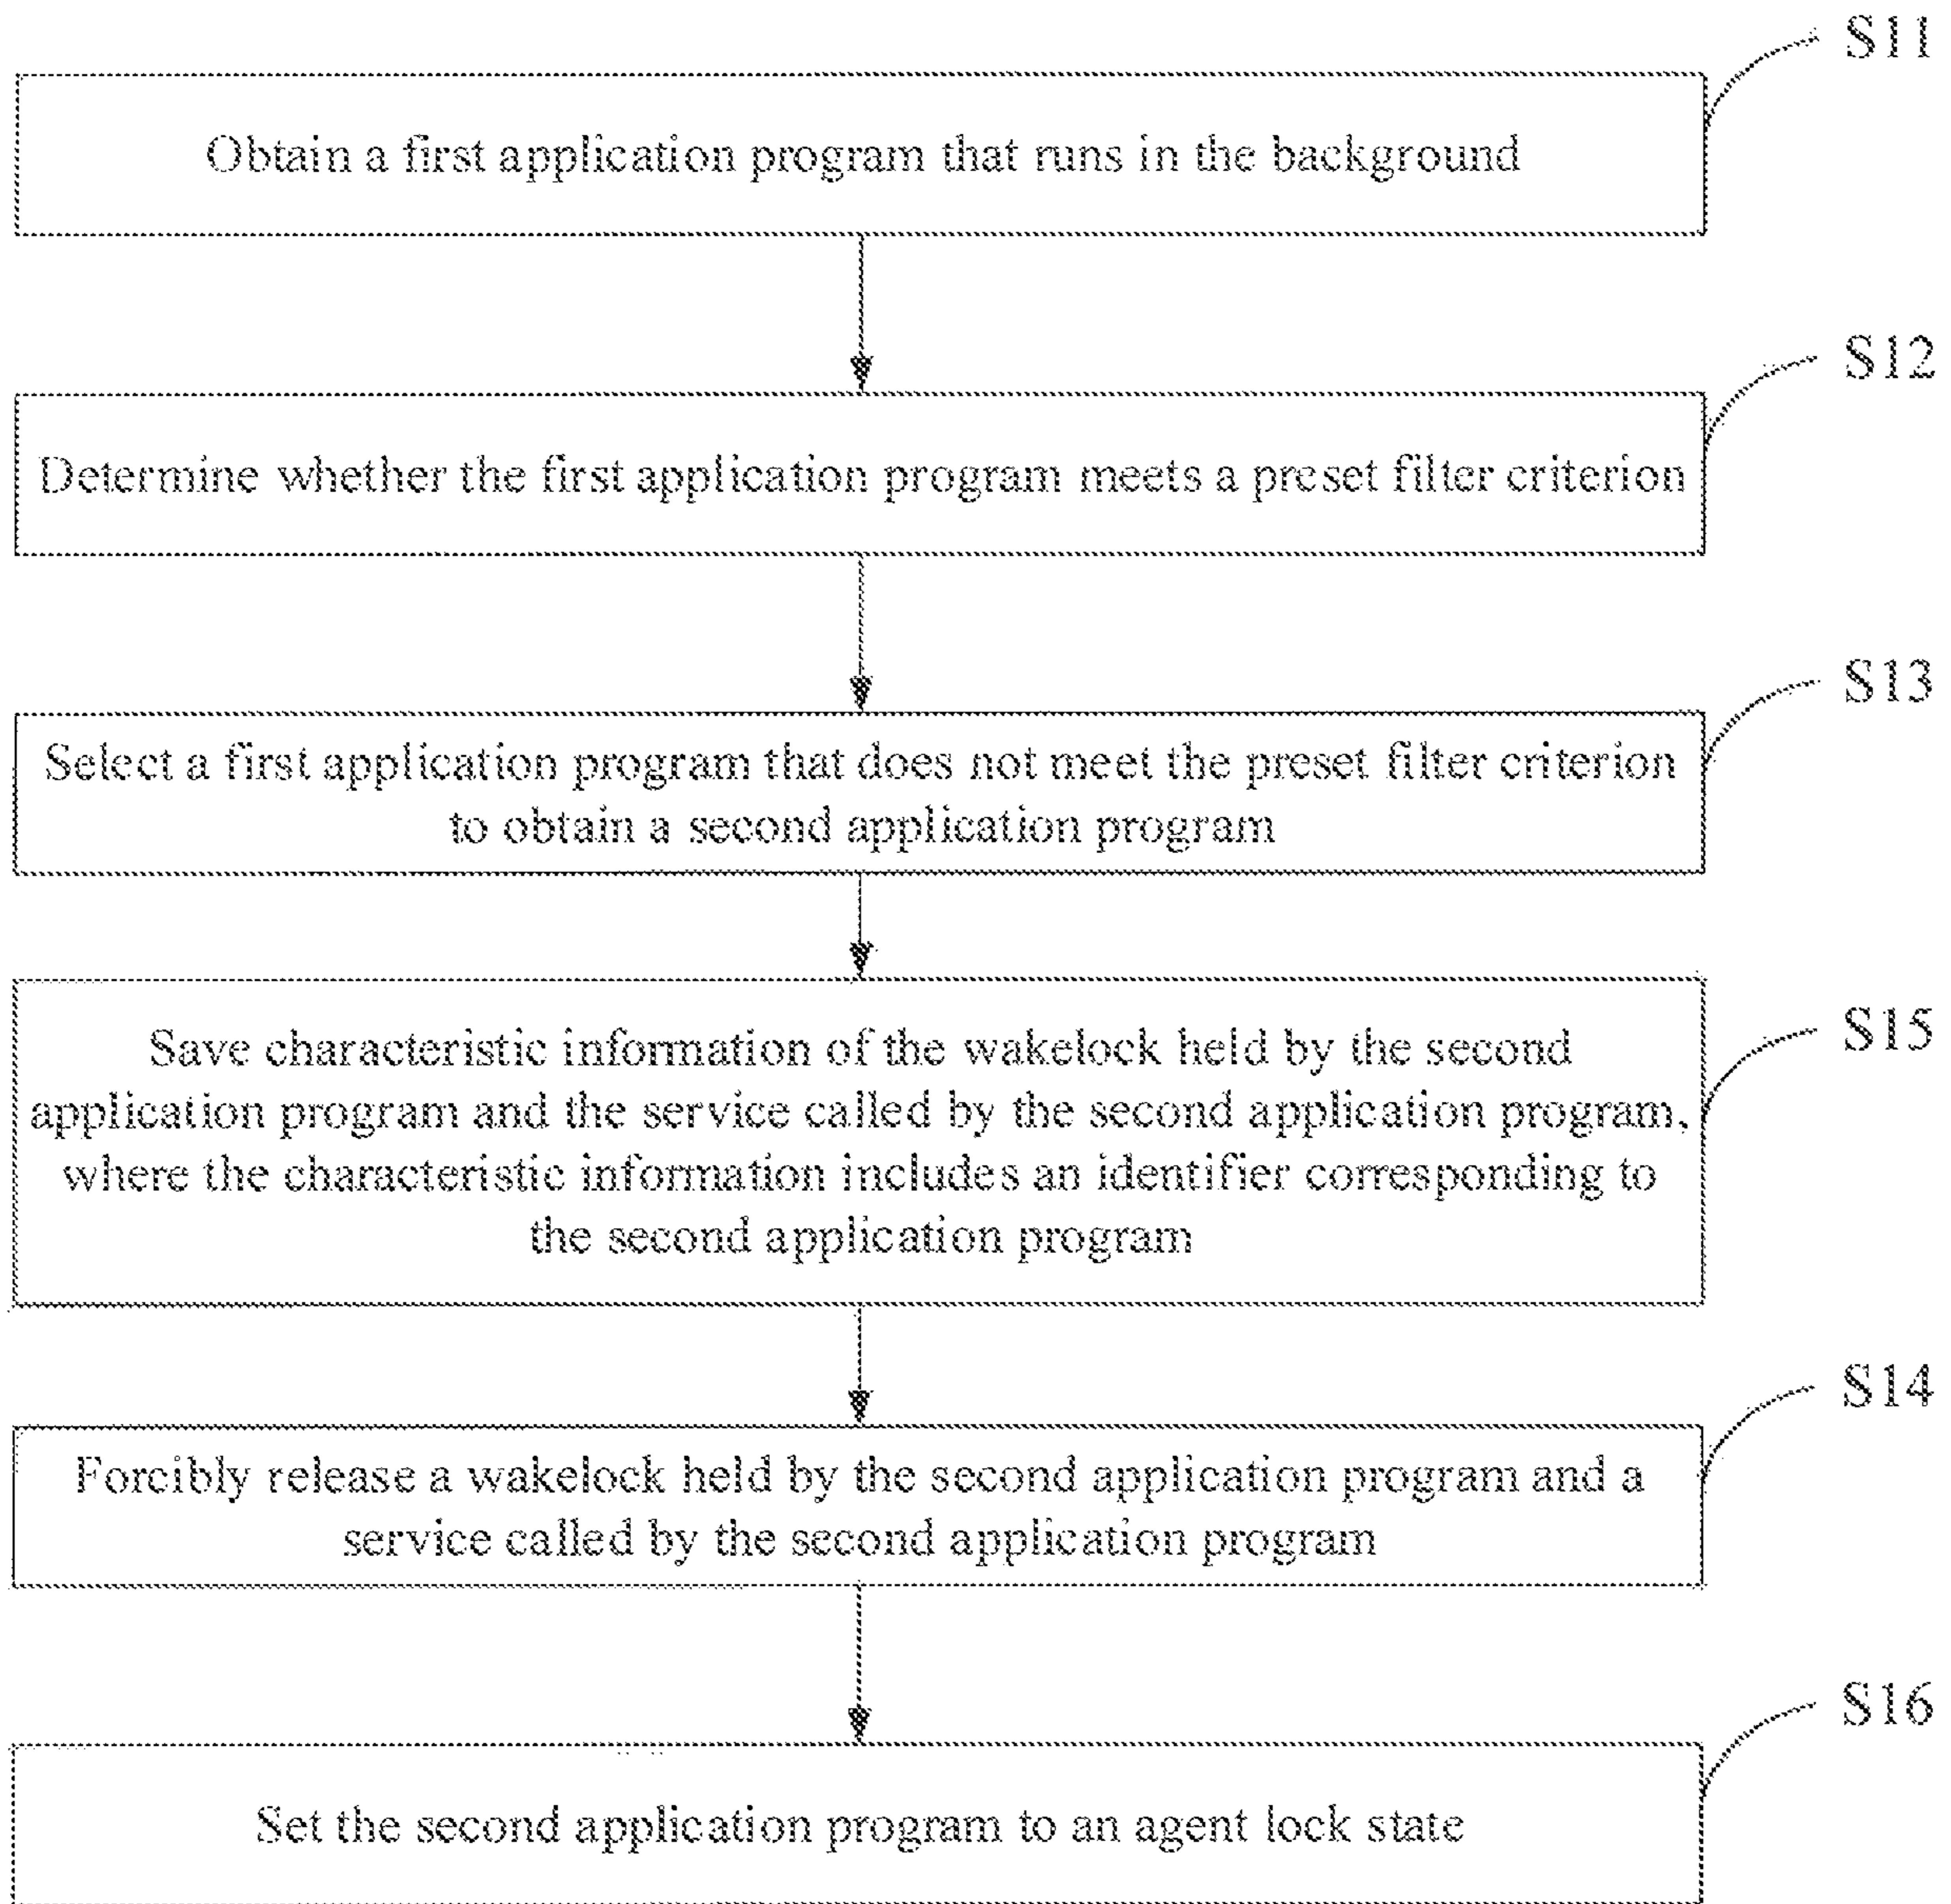 S11
Obtain a first application program that runs in the background
S12
Determine whether the first application program meets a preset filter criterion
S13
Select a first application program that does not meet the preset filter criterion
to obtain a second application program
S15
Save characteristic information of the wakelock held by the second
application program and the service called by the second application program,
where the characteristic information includes an identifier corresponding to
the second application program
S14
Forcibly release a wakelock held by the second application program and a
service called by the second application program
S16
Set the second application program to an agent lock state